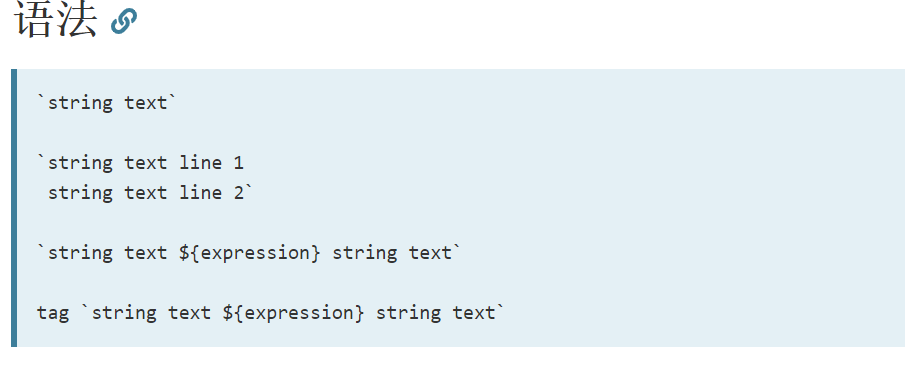 语法
`string text`
`string text line 1
 string text line 2`
`string text ${expression} string text`
tag `string text ${expression} string text`